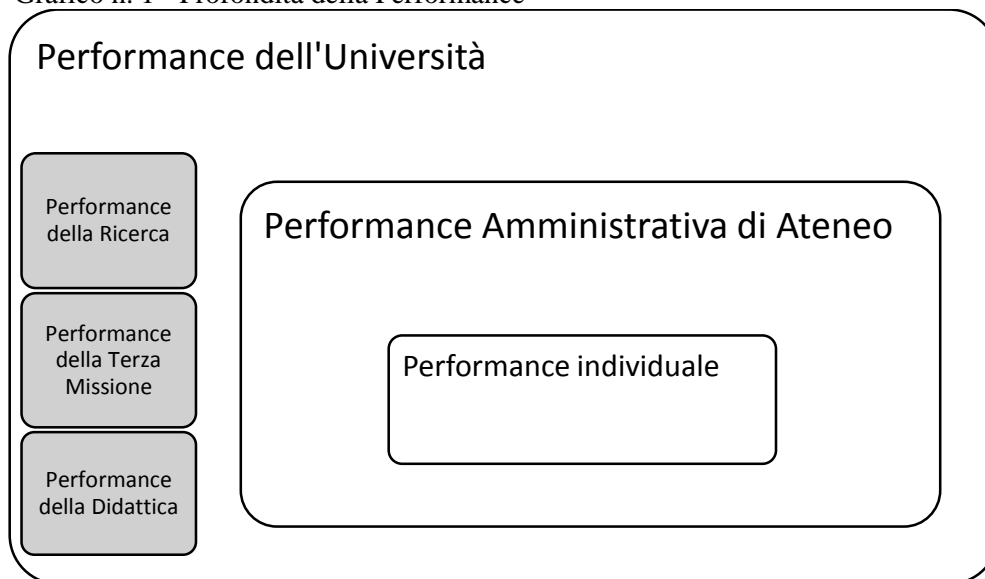 Grafico n. 1 - Profondità della Performance
Performance dell'Università
Performance
della Ricerca
Performance
della Terza
Missione
Performance
della Didattica
Performance Amministrativa di Ateneo
Performance individuale